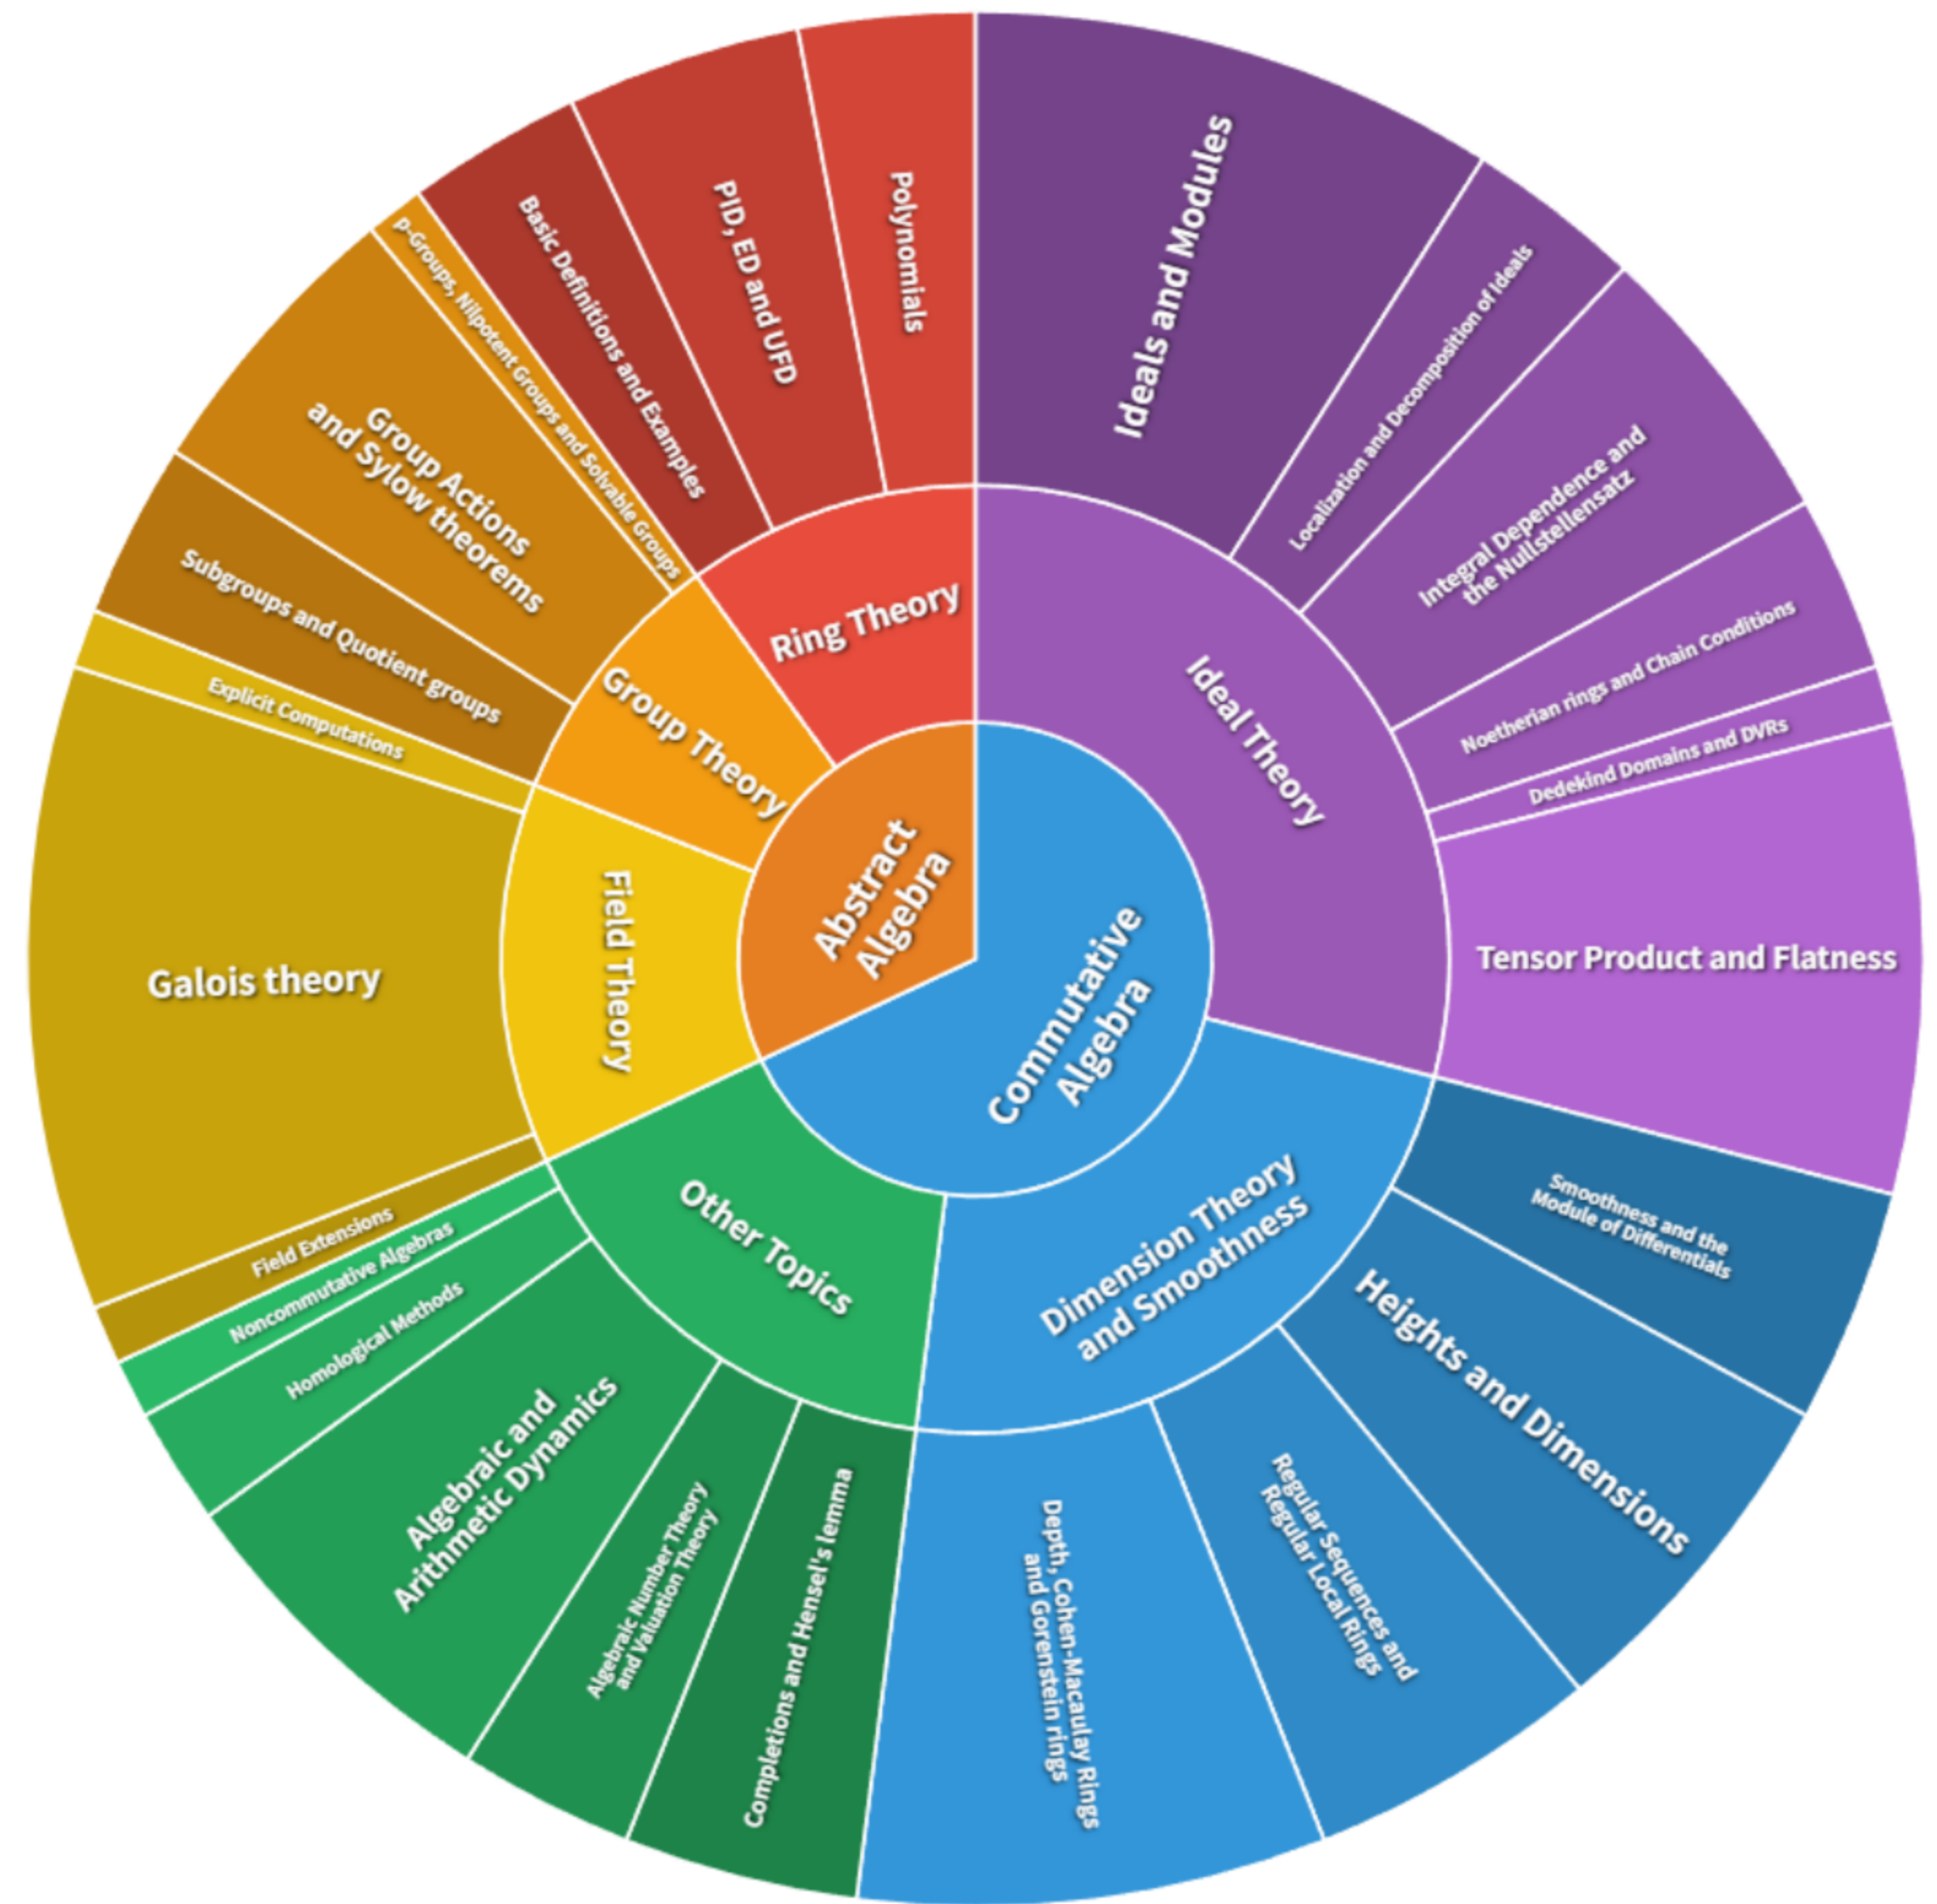 Commutative
Algebra
Abstract
Algebra
Ideal Theory
Dimension Theory
and Smoothness
Other Topics
Field Theory
Group Theory
Ring Theory
Ideals and Modules
Localization and Decomposition of Ideals
Integral Dependence and
the Nullstellensatz
Noetherian rings and Chain Conditions
Dedekind Domains and DVRs
Tensor Product and Flatness
Smoothness and the
Module of Differentials
Heights and Dimensions
Regular Sequences and
Regular Local Rings
Depth, Cohen-Macaulay Rings
and Gorenstein rings
Completions and Hensel's lemma
Algebraic Number Theory
and Valuation Theory
Algebraic and
Arithmetic Dynamics
Homological Methods
Noncommutative Algebras
Field Extensions
Galois theory
Explicit Computations
Subgroups and Quotient groups
Group Actions
and Sylow theorems
p-Groups, Nilpotent Groups and Solvable Groups
Basic Definitions and Examples
PID, ED and UFD
Polynomials